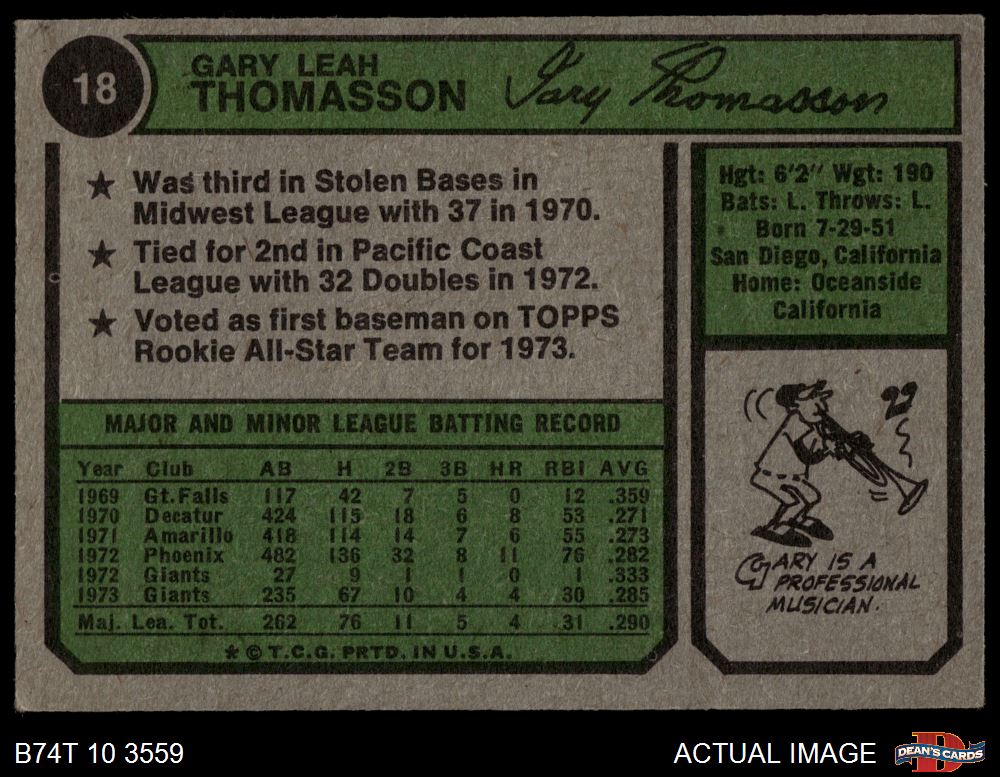 18
GARY LEAH
THOMASSON
Gary Thomasson
★ Was third in Stolen Bases in
Midwest League with 37 in 1970.
★ Tied for 2nd in Pacific Coast
League with 32 Doubles in 1972.
★ Voted as first baseman on TOPPS
Rookie All-Star Team for 1973.
Hgt: 6'2" Wgt: 190
Bats: L. Throws: L.
Born 7-29-51
San Diego, California
Home: Oceanside
California
MAJOR AND MINOR LEAGUE BATTING RECORD
Year Club AB H 2B 3B HR RBI AVG
1969 Gt. Falls 117 42 7 5 0 12 .359
1970 Decatur 424 115 18 6 8 53 .271
1971 Amarillo 418 114 14 7 6 55 .273
1972 Phoenix 482 136 32 8 11 76 .282
1972 Giants 27 9 1 1 0 1 .333
1973 Giants 235 67 10 4 4 30 .285
Maj. Lea. Tot. 262 76 11 5 4 31 .290
* © T.C.G. PRTD. IN U.S.A.
GARY IS A
PROFESSIONAL
MUSICIAN.
B74T 10 3559
ACTUAL IMAGE
DEAN'S CARDS